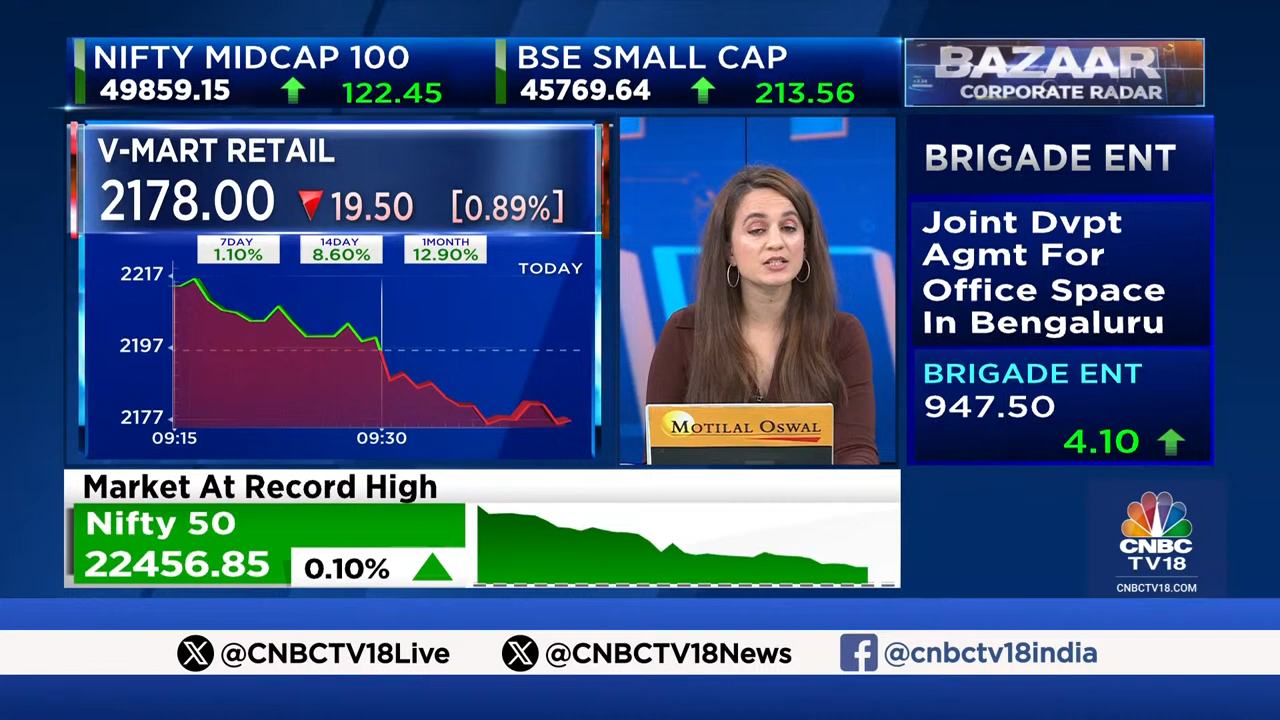 NIFTY MIDCAP 100
49859.15 122.45
BSE SMALL CAP
45769.64 213.56
BAZAAR
CORPORATE RADAR
V-MART RETAIL
2178.00 19.50 [0.89%]
7DAY
1.10%
14DAY
8.60%
1MONTH
12.90%
TODAY
2217
2197
2177
09:15 09:30
MOTILAL OSWAL
BRIGADE ENT
Joint Dvpt
Agmt For
Office Space
In Bengaluru
BRIGADE ENT
947.50
4.10
Market At Record High
Nifty 50
22456.85 0.10%
CNBC
TV18
CNBCTV18.COM
@CNBCTV18Live @CNBCTV18News @cnbctv18india